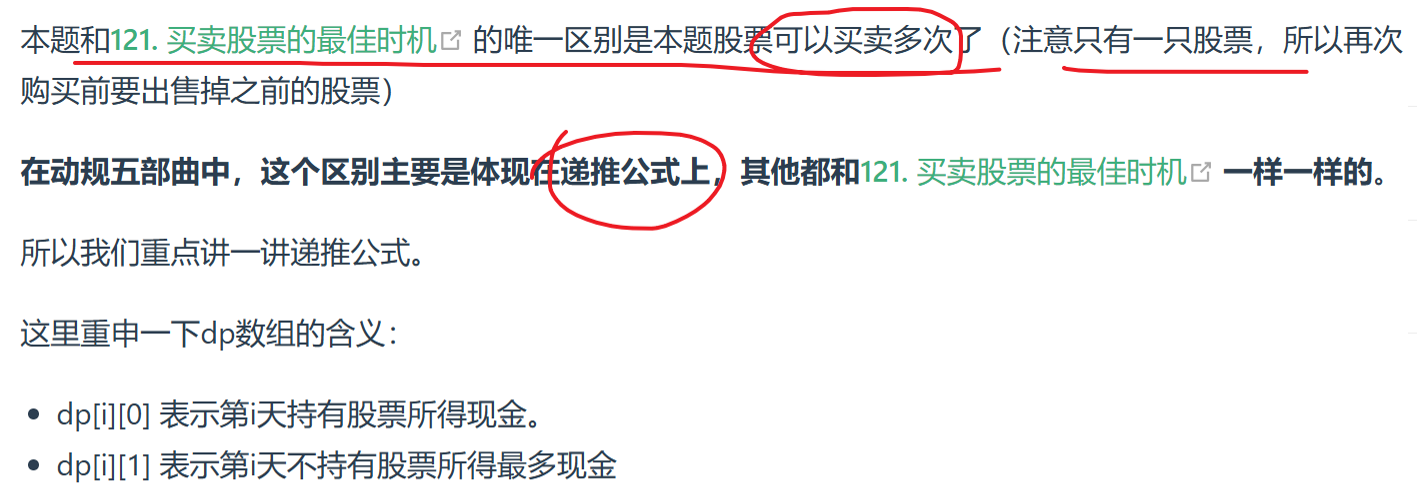 本题和121. 买卖股票的最佳时机 的唯一区别是本题股票可以买卖多次了（注意只有一只股票，所以再次
购买前要出售掉之前的股票）
在动规五部曲中，这个区别主要是体现在递推公式上，其他都和121. 买卖股票的最佳时机 一样一样的。
所以我们重点讲一讲递推公式。
这里重申一下dp数组的含义：
• dp[i][0] 表示第i天持有股票所得现金。
• dp[i][1] 表示第i天不持有股票所得最多现金